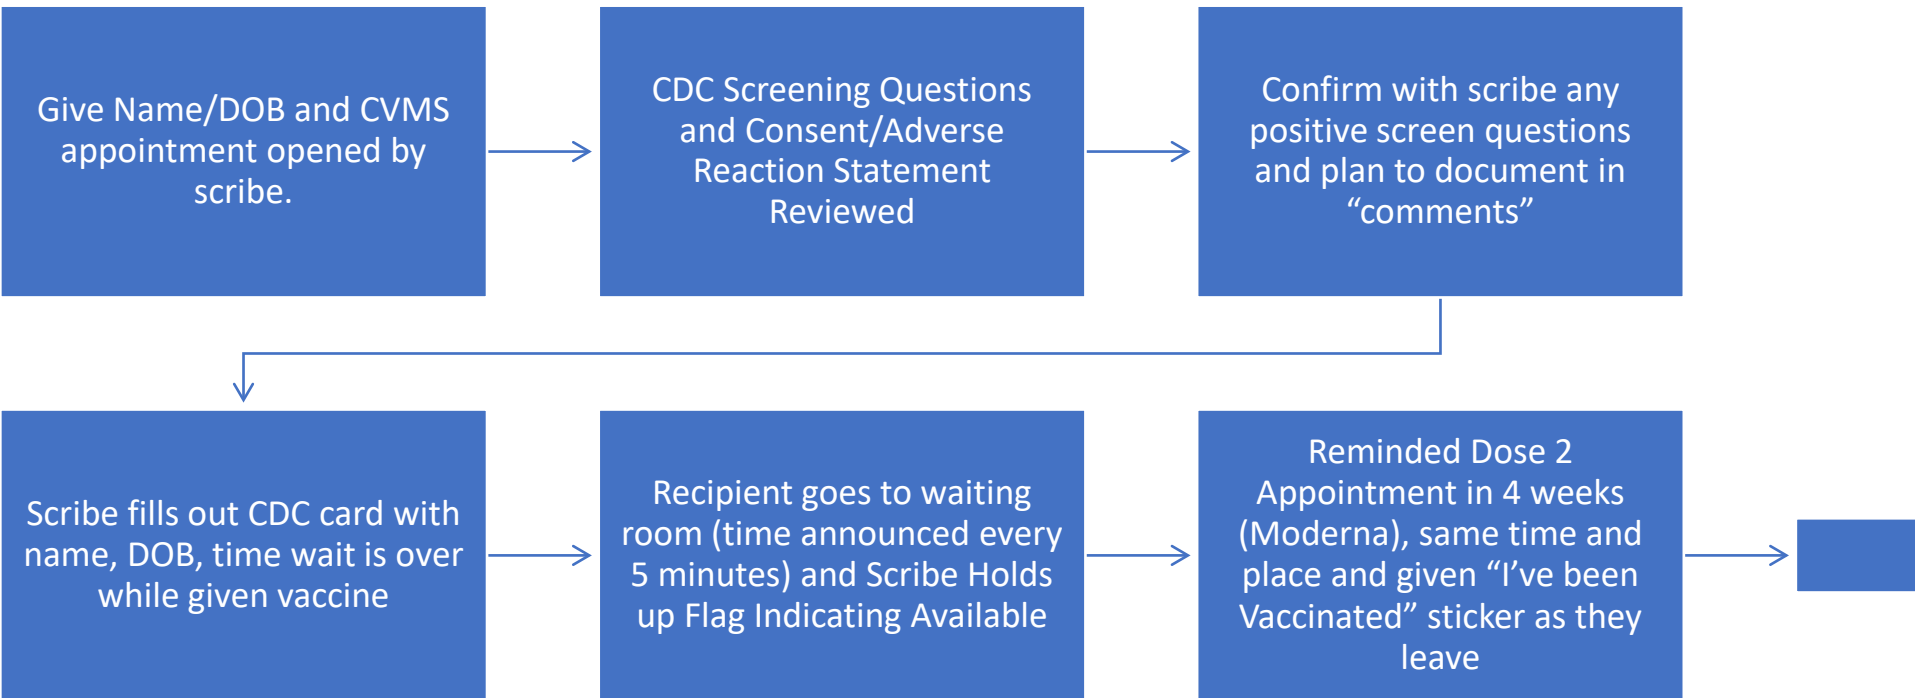 Give Name/DOB and CVMS
appointment opened by
scribe.
CDC Screening Questions
and Consent/Adverse
Reaction Statement
Reviewed
Confirm with scribe any
positive screen questions
and plan to document in
“comments”
Scribe fills out CDC card with
name, DOB, time wait is over
while given vaccine
Recipient goes to waiting
room (time announced every
5 minutes) and Scribe Holds
up Flag Indicating Available
Reminded Dose 2
Appointment in 4 weeks
(Moderna), same time and
place and given “I’ve been
Vaccinated” sticker as they
leave